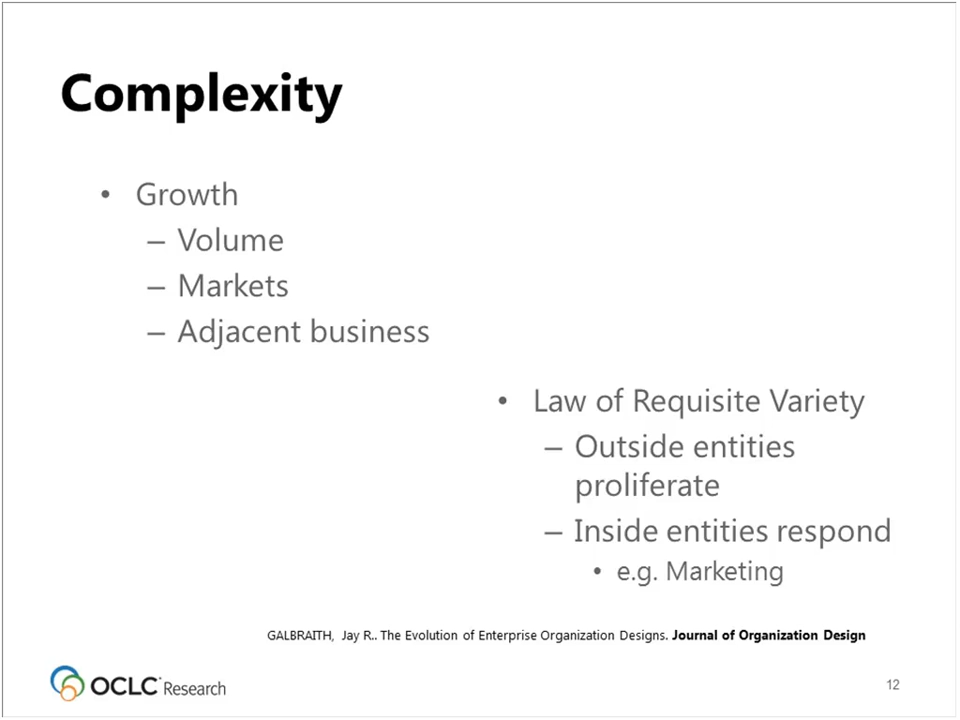 Complexity
• Growth
– Volume
– Markets
– Adjacent business
• Law of Requisite Variety
– Outside entities
proliferate
– Inside entities respond
• e.g. Marketing
GALBRAITH, Jay R.. The Evolution of Enterprise Organization Designs. Journal of Organization Design
OCLC Research
12